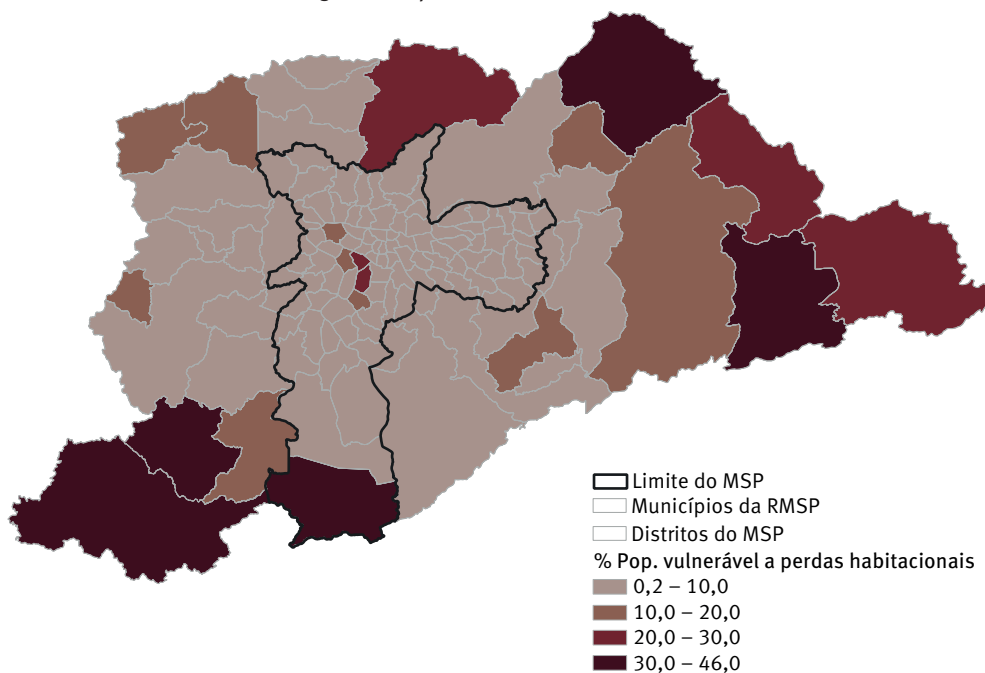 Limite do MSP
Municípios da RMSP
Distritos do MSP
% Pop. vulnerável a perdas habitacionais
0,2 – 10,0
10,0 – 20,0
20,0 – 30,0
30,0 – 46,0